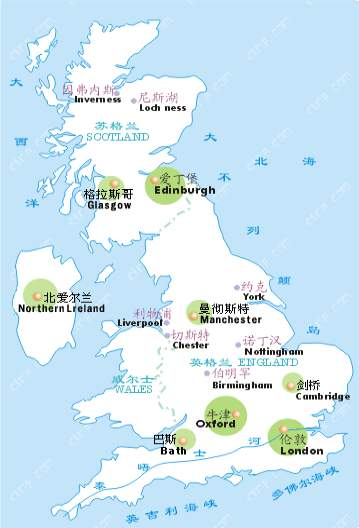 因弗内斯
Inverness
尼斯湖
Loch ness
苏格兰
SCOTLAND
大
西
洋
大
不
列
颠
岛
北 海
格拉斯哥
Glasgow
爱丁堡
Edinburgh
北爱尔兰
Northern Lreland
约克
York
利物浦
Liverpool
曼彻斯特
Manchester
切斯特
Chester
诺丁汉
Nottingham
英格兰 ENGLAND
威尔士
WALES
伯明罕
Birmingham
剑桥
Cambridge
牛津
Oxford
巴斯
Bath
伦敦
London
泰 晤 士 河
英吉利海峡
多佛尔海峡